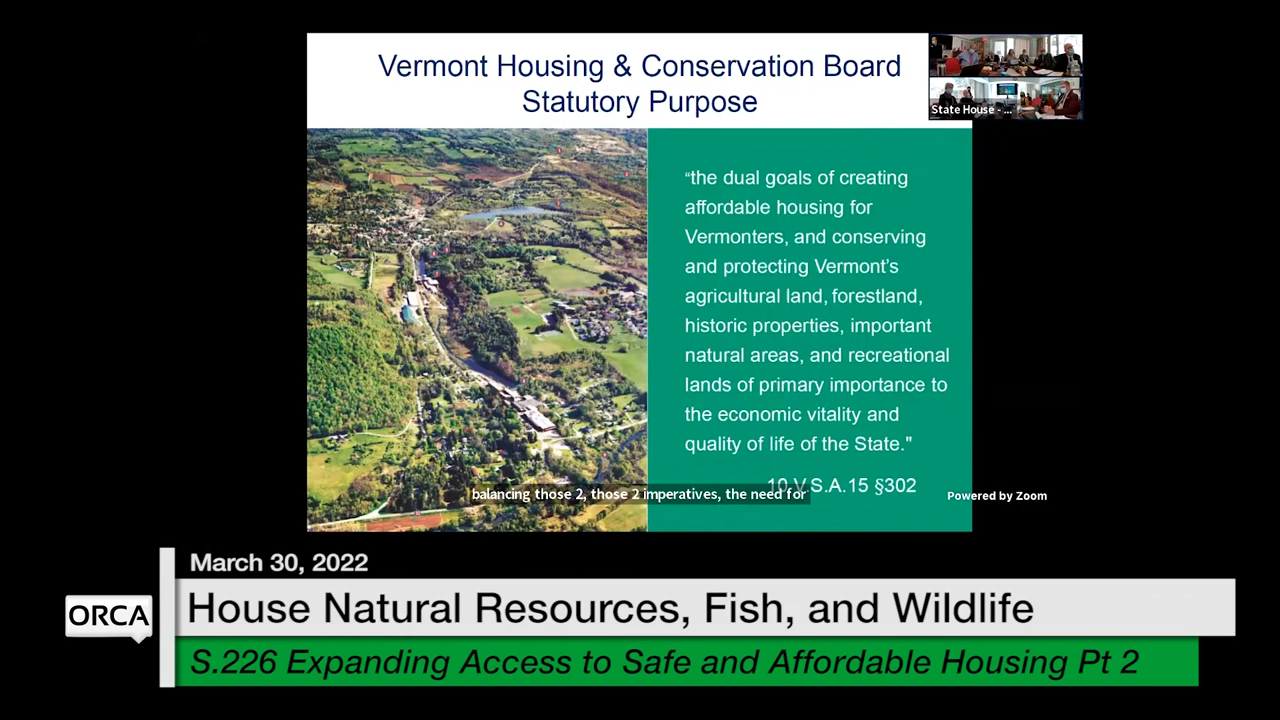 Vermont Housing & Conservation Board
Statutory Purpose
State House - ...
“the dual goals of creating
affordable housing for
Vermonters, and conserving
and protecting Vermont’s
agricultural land, forestland,
historic properties, important
natural areas, and recreational
lands of primary importance to
the economic vitality and
quality of life of the State."
10 V.S.A.15 §302
balancing those 2, those 2 imperatives, the need for
Powered by Zoom
March 30, 2022
ORCA
House Natural Resources, Fish, and Wildlife
S.226 Expanding Access to Safe and Affordable Housing Pt 2